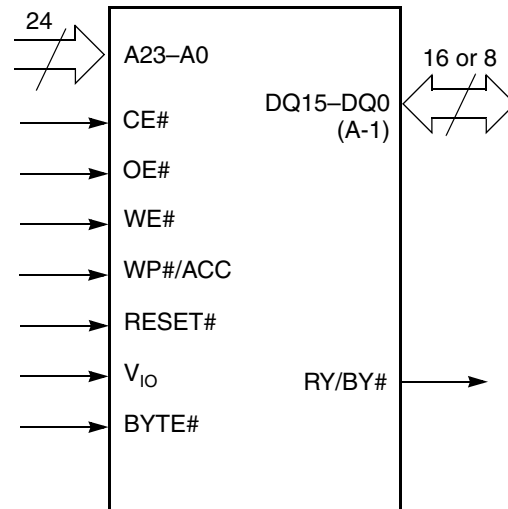 24
A23–A0
16 or 8
DQ15–DQ0
(A-1)
CE#
OE#
WE#
WP#/ACC
RESET#
VIO
RY/BY#
BYTE#